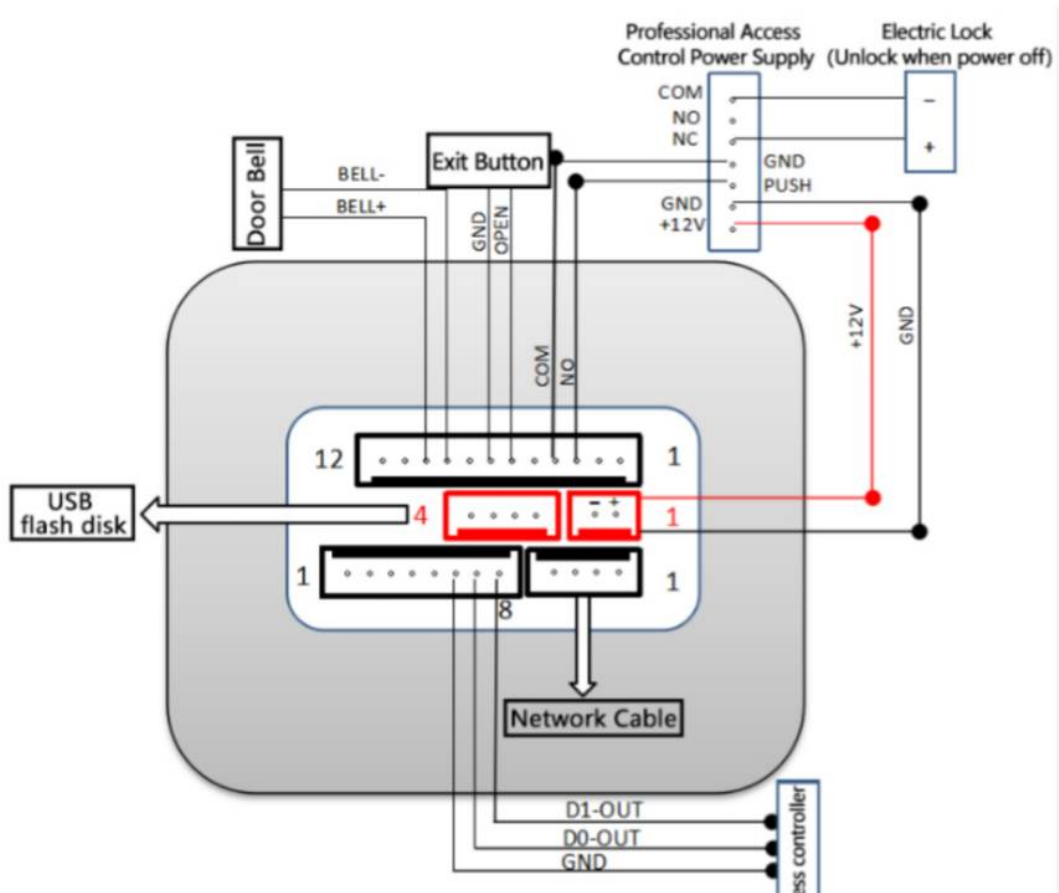 Professional Access
Control Power Supply
Electric Lock
(Unlock when power off)
COM
NO
NC
GND
PUSH
GND
+12V
-
+
Door Bell
BELL-
BELL+
Exit Button
GND
OPEN
COM
NO
+12V
GND
12
1
USB
flash disk
4
- +
1
1
8
1
Network Cable
D1-OUT
D0-OUT
GND
controller